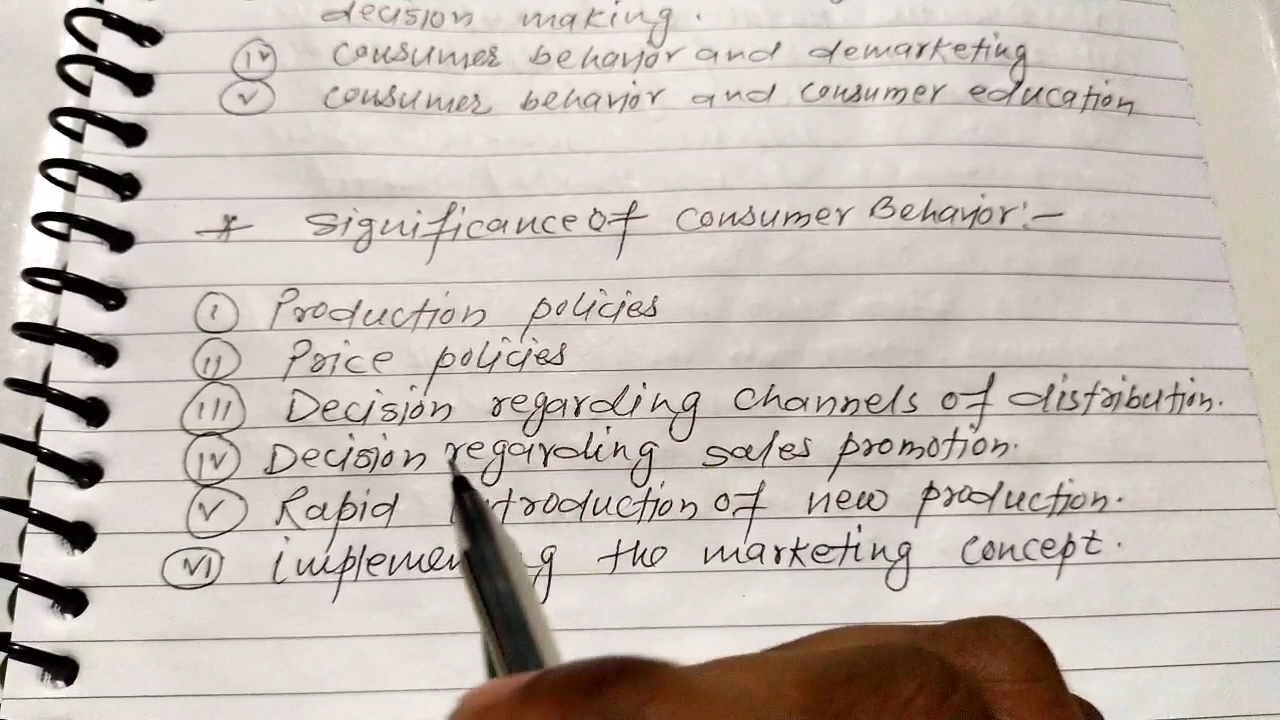 decision making.
(iv) consumer behavior and demarketing
(v) consumer behavior and consumer education
* Significance of Consumer Behavior:-
(i) Production policies
(ii) Price policies
(iii) Decision regarding channels of distribution.
(iv) Decision regarding sales promotion.
(v) Rapid introduction of new production.
(vi) the marketing concept.